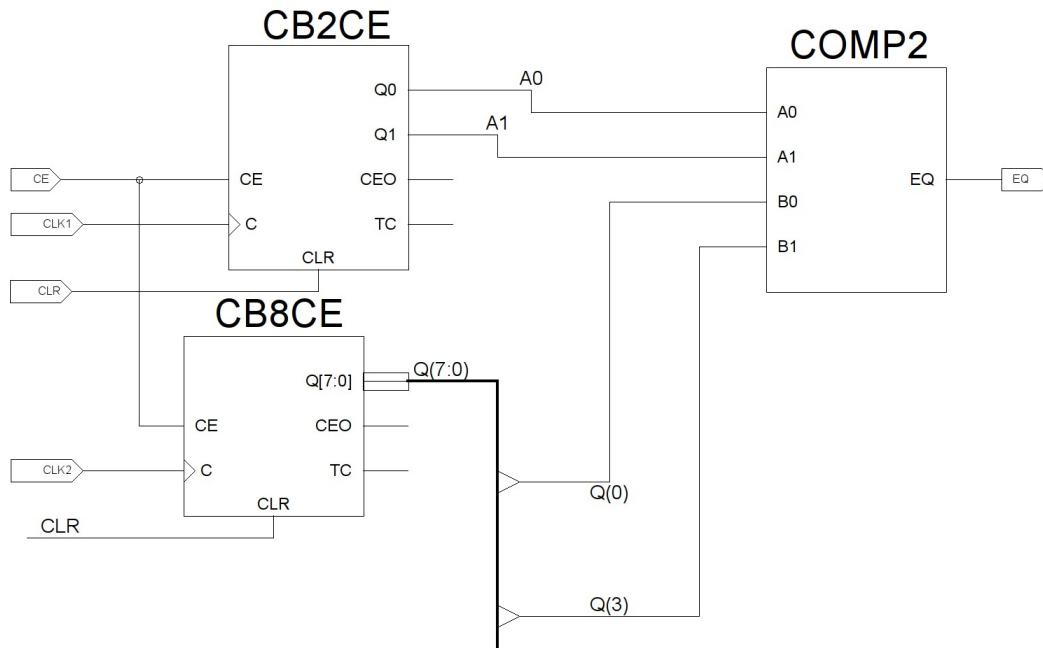 CB2CE
COMP2
Q0
A0
A0
Q1
A1
A1
CE
CE
CEO
EQ
EQ
B0
CLK1
C
TC
B1
CLR
CLR
CB8CE
Q[7:0]
Q(7:0)
CE
CEO
CLK2
C
TC
Q(0)
CLR
CLR
Q(3)